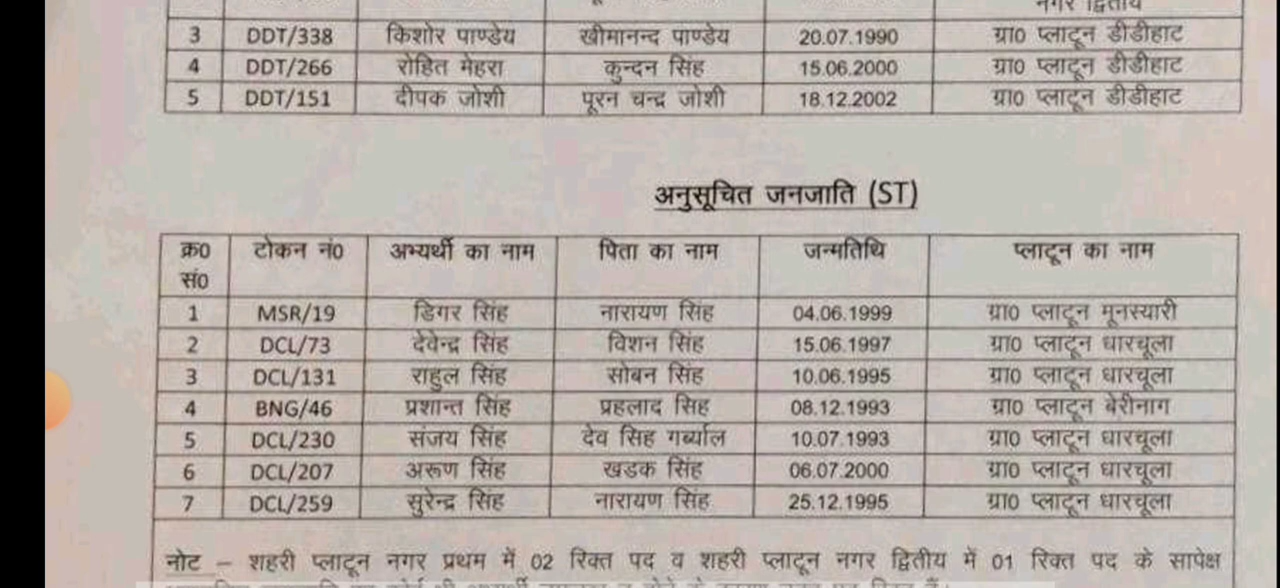 नगर द्वितीय
3 DDT/338 किशोर पाण्डेय खीमानन्द पाण्डेय 20.07.1990 ग्रा0 प्लाटून डीडीहाट
4 DDT/266 रोहित मेहरा कुन्दन सिंह 15.06.2000 ग्रा0 प्लाटून डीडीहाट
5 DDT/151 दीपक जोशी पूरन चन्द्र जोशी 18.12.2002 ग्रा0 प्लाटून डीडीहाट
अनुसूचित जनजाति (ST)
क्र0 टोकन नं0 अभ्यर्थी का नाम पिता का नाम जन्मतिथि प्लाटून का नाम
सं0
1 MSR/19 डिगर सिंह नारायण सिंह 04.06.1999 ग्रा0 प्लाटून मूनस्यारी
2 DCL/73 देवेन्द्र सिंह विशन सिंह 15.06.1997 ग्रा0 प्लाटून धारचूला
3 DCL/131 राहुल सिंह सोबन सिंह 10.06.1995 ग्रा0 प्लाटून धारचूला
4 BNG/46 प्रशान्त सिंह प्रहलाद सिह 08.12.1993 ग्रा0 प्लाटून बेरीनाग
5 DCL/230 संजय सिंह देव सिह गर्ब्याल 10.07.1993 ग्रा0 प्लाटून धारचूला
6 DCL/207 अरूण सिंह खडक सिंह 06.07.2000 ग्रा0 प्लाटून धारचूला
7 DCL/259 सुरेन्द्र सिंह नारायण सिंह 25.12.1995 ग्रा0 प्लाटून धारचूला
नोट – शहरी प्लाटून नगर प्रथम में 02 रिक्त पद व शहरी प्लाटून नगर द्वितीय में 01 रिक्त पद के सापेक्ष